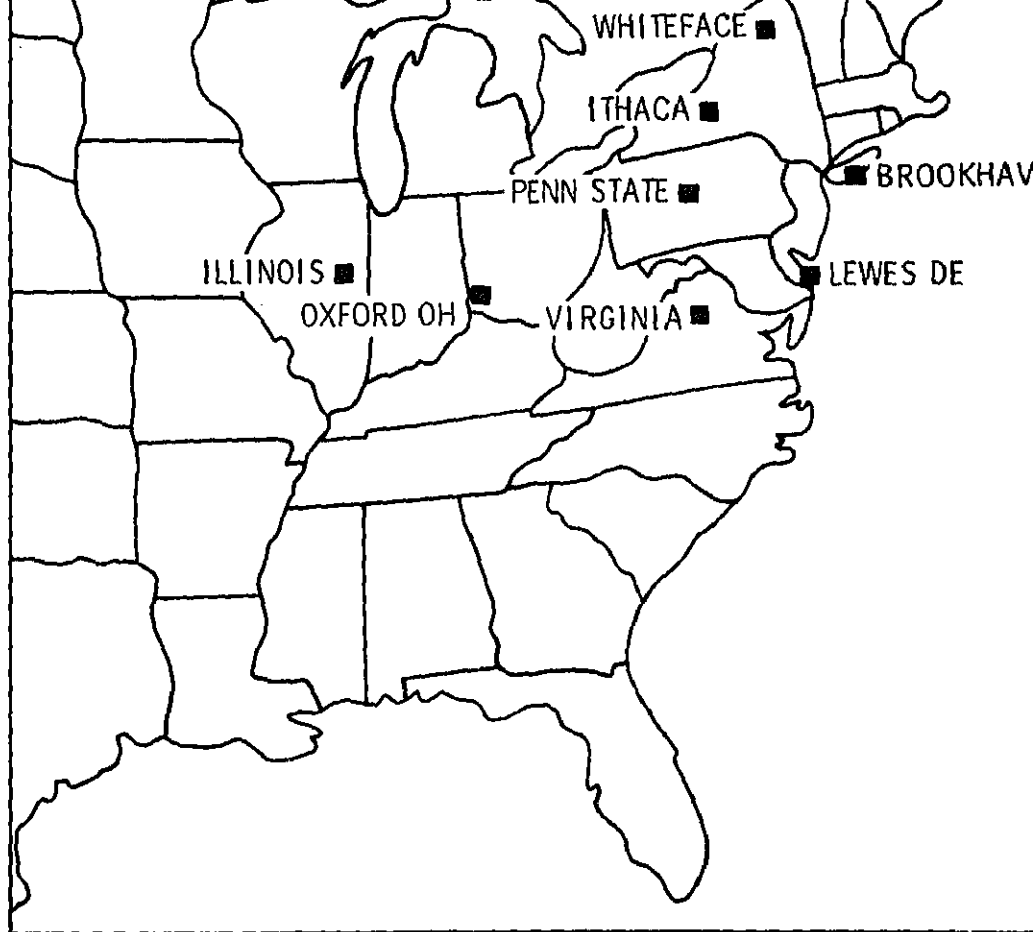 WHITEFACE
ITHACA
BROOKHAV
PENN STATE
ILLINOIS
LEWES DE
OXFORD OH
VIRGINIA